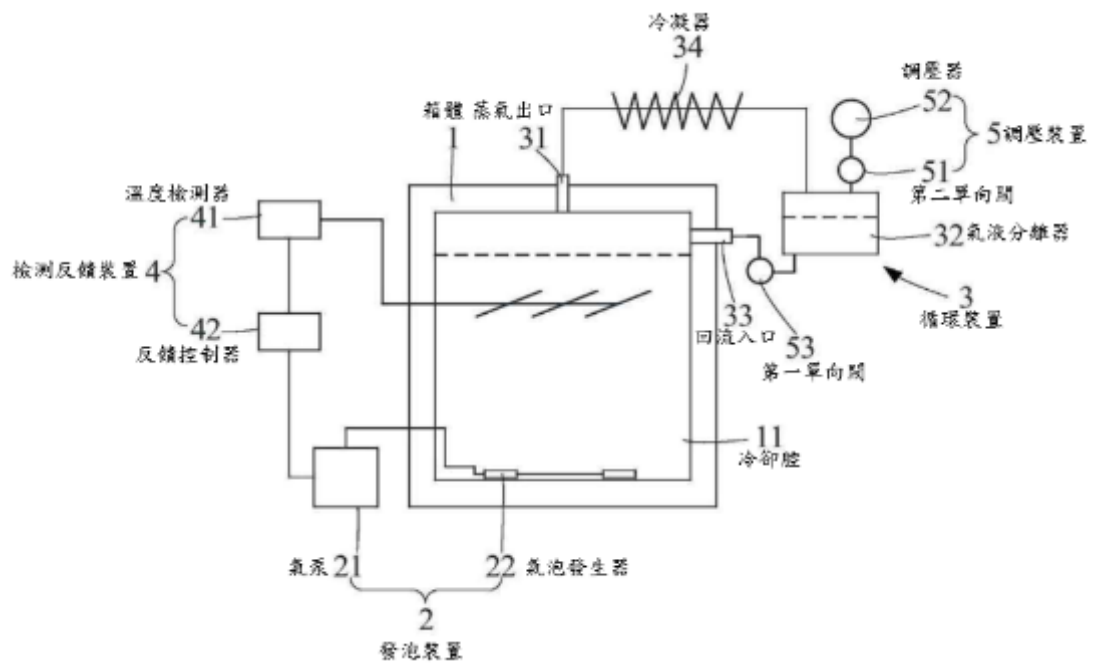 冷凝器
34
調壓器
52
5調壓裝置
51
第二單向閥
箱體 蒸氣出口
1
31
溫度檢測器
41
檢測反饋裝置 4
42
反饋控制器
32氣液分離器
3
循環裝置
33
回流入口
53
第一單向閥
11
冷卻腔
氣泵21
22 氣泡發生器
2
發泡裝置